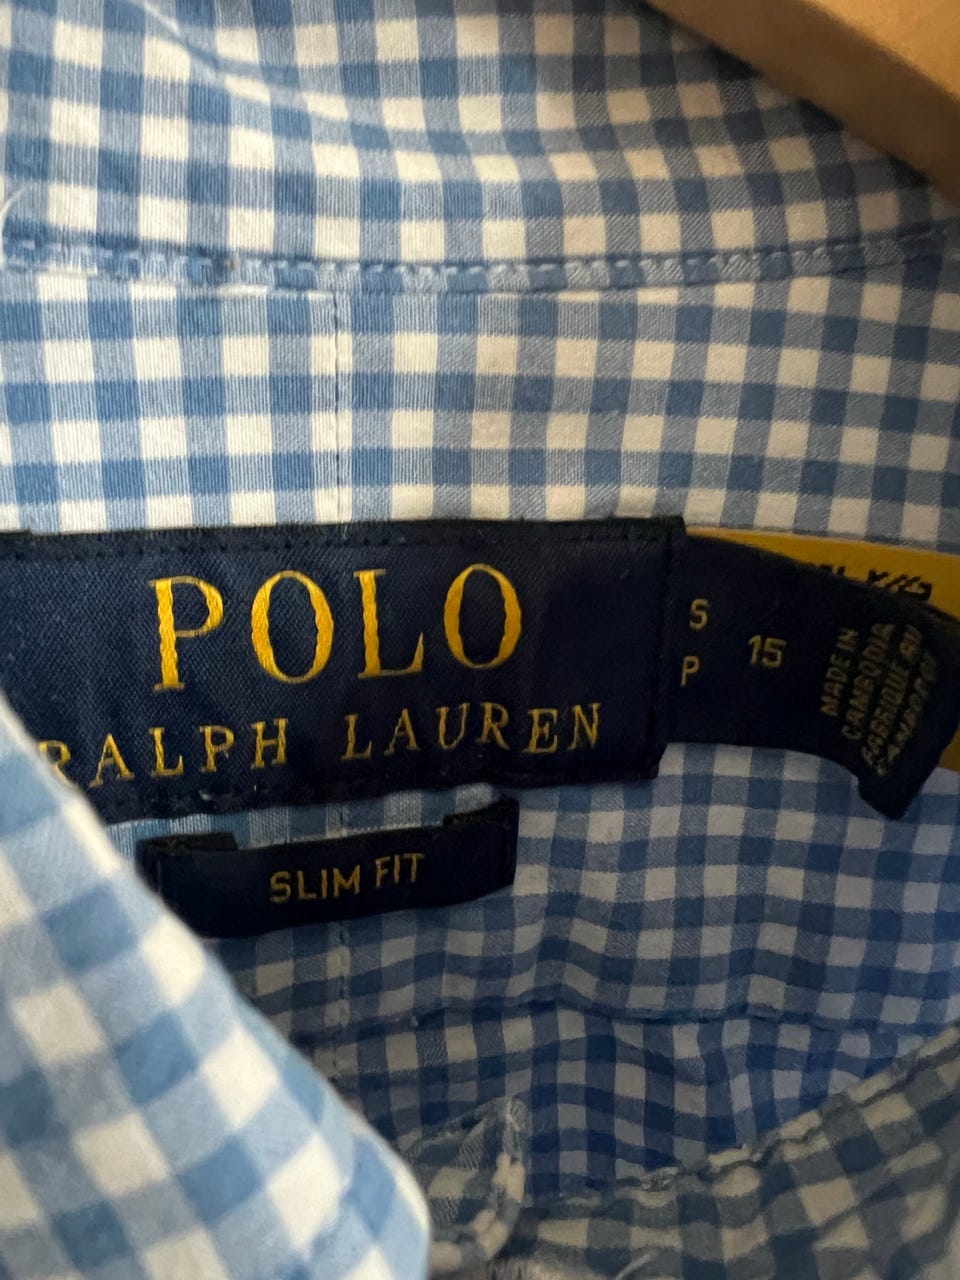 POLO
RALPH LAUREN
SLIM FIT
S
P
15
MADE IN
CAMBODIA